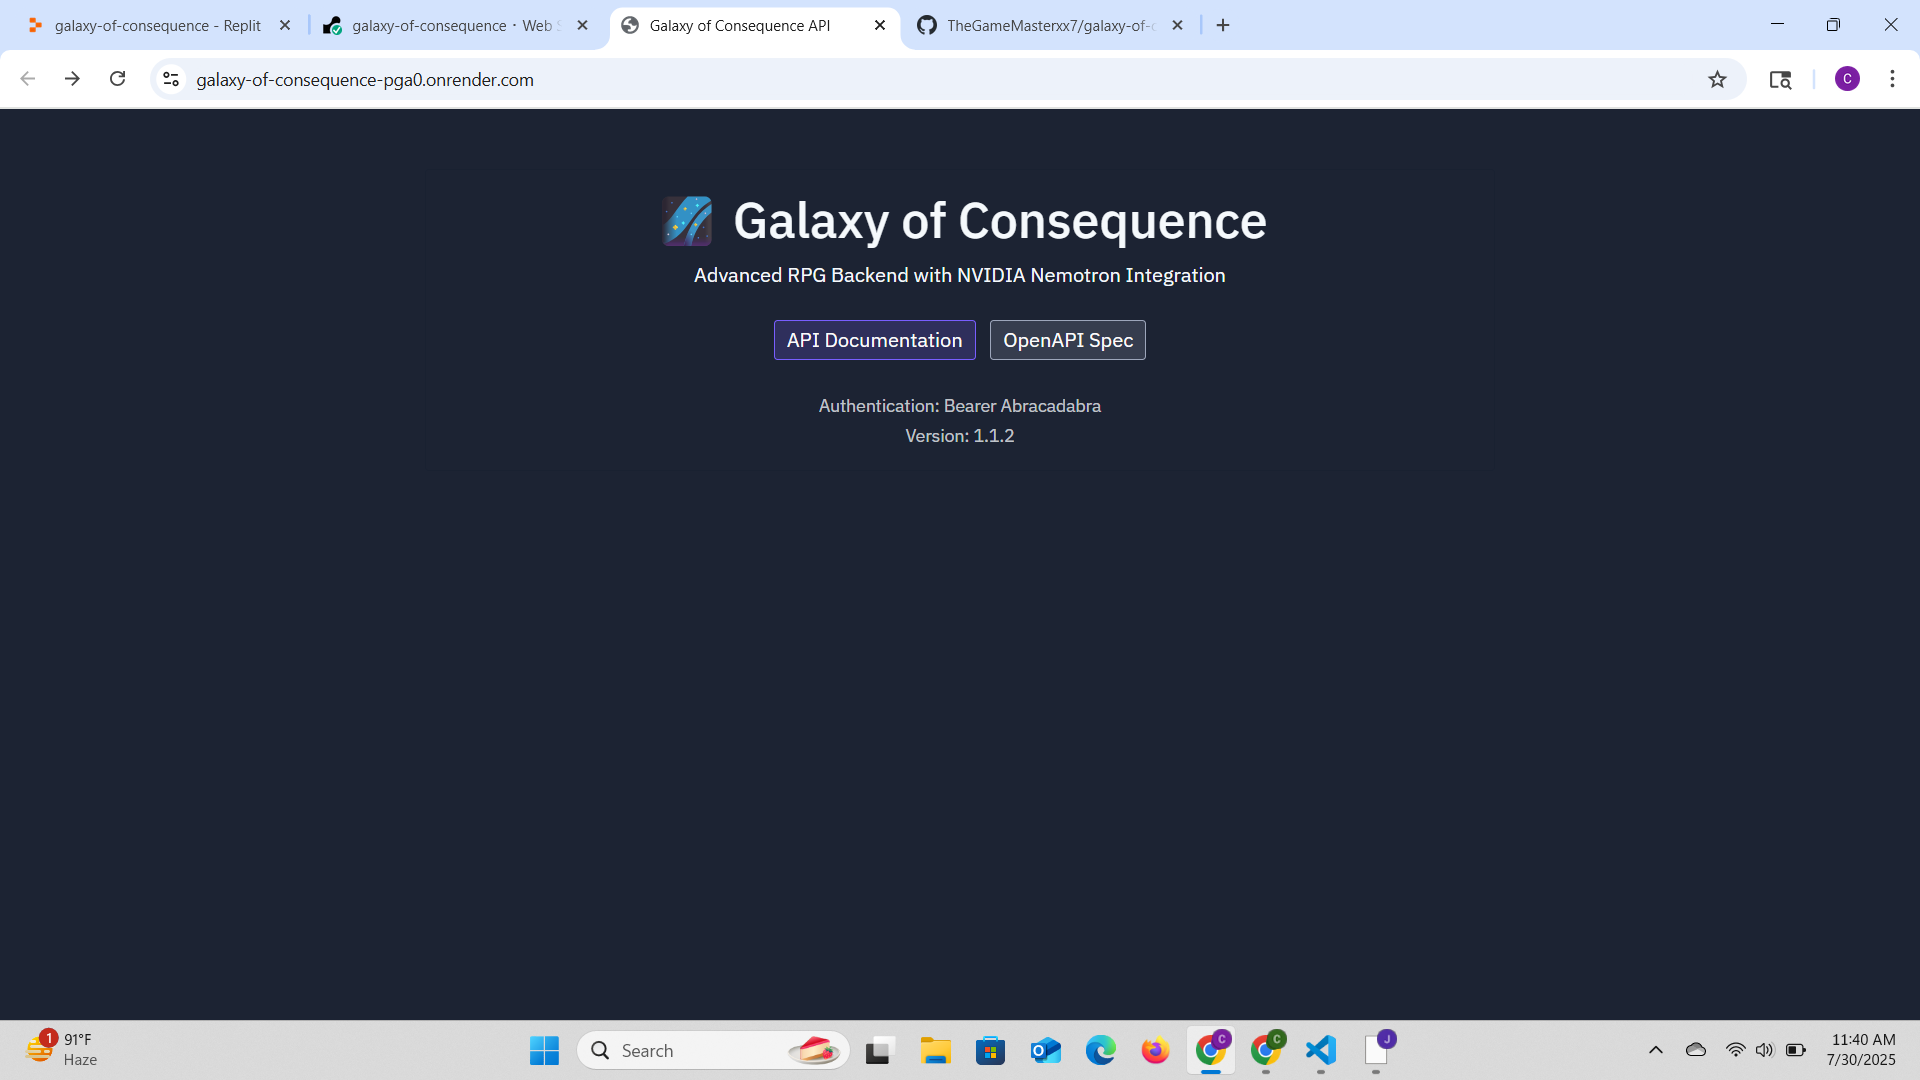 galaxy-of-consequence - Replit
galaxy-of-consequence · Web S
Galaxy of Consequence API
TheGameMasterxx7/galaxy-of-c
galaxy-of-consequence-pga0.onrender.com
C
Galaxy of Consequence
Advanced RPG Backend with NVIDIA Nemotron Integration
API Documentation
OpenAPI Spec
Authentication: Bearer Abracadabra
Version: 1.1.2
1
91°F
Haze
Search
C
C
J
11:40 AM
7/30/2025